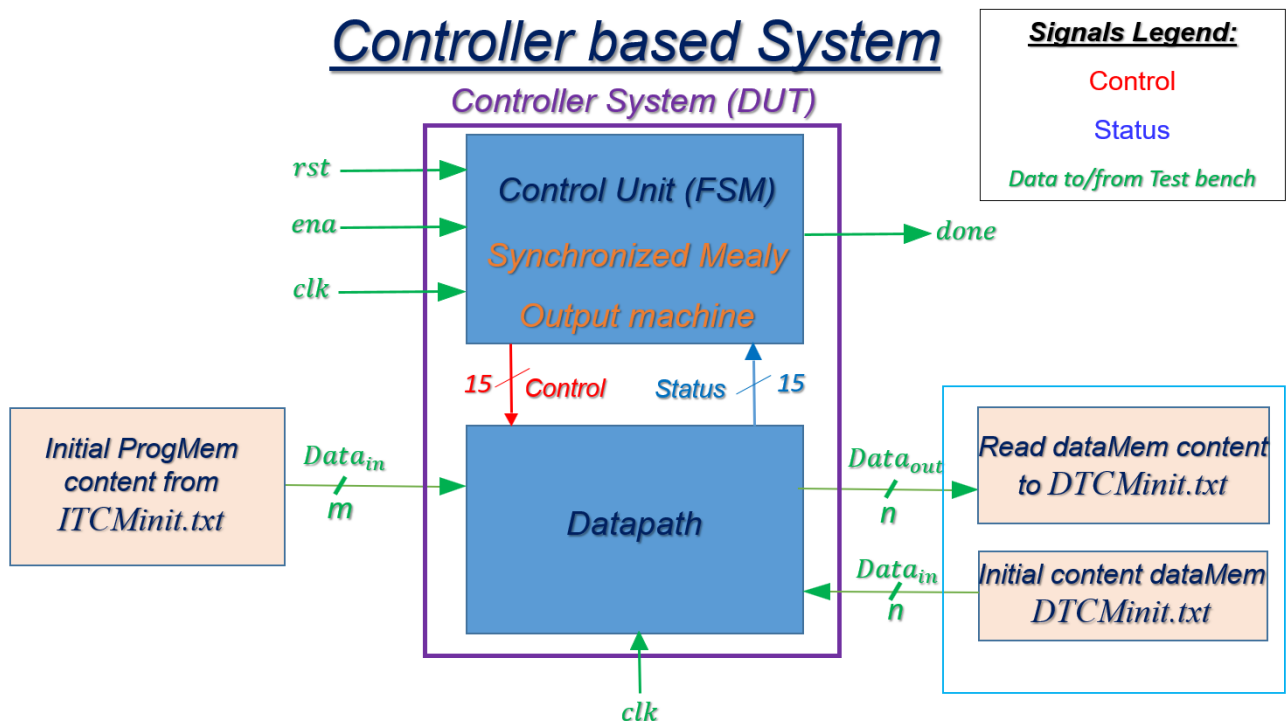 Controller based System
Signals Legend:
Control
Status
Data to/from Test bench
Controller System (DUT)
rst
ena
clk
Control Unit (FSM)
Synchronized Mealy
Output machine
done
15
Control
Status
15
Initial ProgMem
content from
ITCMinit.txt
Data_in
m
Datapath
Data_out
n
Read dataMem content
to DTCMinit.txt
Data_in
n
Initial content dataMem
DTCMinit.txt
clk